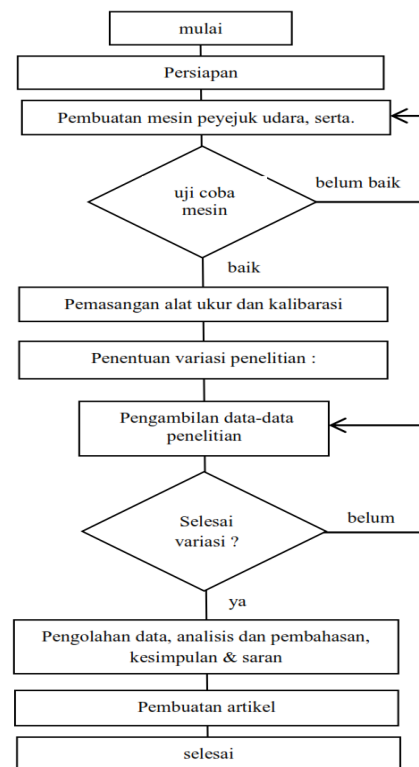 mulai
Persiapan
Pembuatan mesin peyejuk udara, serta.
uji coba
mesin
belum baik
baik
Pemasangan alat ukur dan kalibarasi
Penentuan variasi penelitian :
Pengambilan data-data
penelitian
Selesai
variasi ?
belum
ya
Pengolahan data, analisis dan pembahasan,
kesimpulan & saran
Pembuatan artikel
selesai